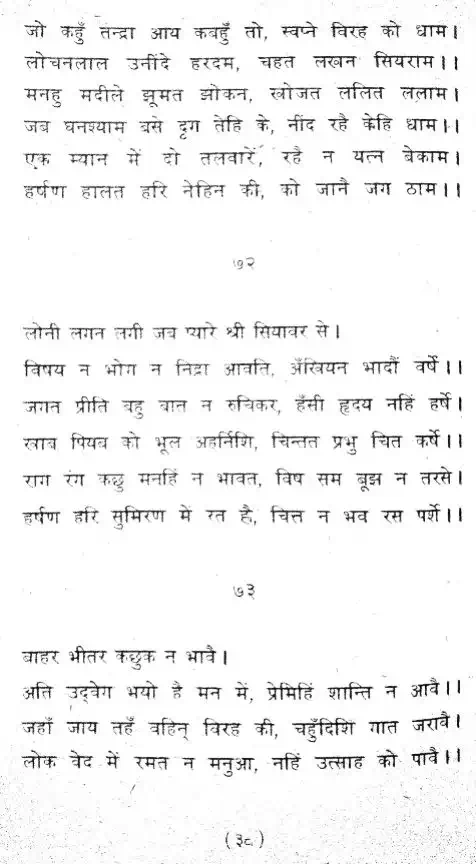 जो कहुँ तन्द्रा आय कबहुँ तो, स्वप्ने विरह को धाम।
लोचनलाल उनींदे हरदम, चहत लखन सियराम।।
मनहु मदीले झूमत झोकन, खोजत ललित ललाम।
जब घनश्याम बसे दृग तेहि के, नींद रहै केहि धाम।।
एक म्यान में दो तलवारें, रहै न यत्न बेकाम।
हर्षण हालत हरि नेहिन की, को जानै जग ठाम।।
७२
लोनी लगन लगी जब प्यारे श्री सियावर से।
विषय न भोग न निद्रा आवति, अँखियन भादौं वर्षे।।
जगत प्रीति बहु बात न रुचिकर, हँसी हृदय नहिं हर्षे।
खाब पियब को भूल अहर्निशि, चिन्तत प्रभु चित कर्षे।।
राग रंग कछु मनहिं न भावत, विष सम बूझ न तरसे।
हर्षण हरि सुमिरण में रत है, चित्त न भव रस पर्शे।।
७३
बाहर भीतर कछुक न भावै।
अति उद्वेग भयो है मन में, प्रेमिहिं शान्ति न आवै।।
जहाँ जाय तहँ वहिन् विरह की, चहुँदिशि गात जरावै।
लोक वेद में रमत न मनुआ, नहिं उत्साह को पावै।।
(३८)